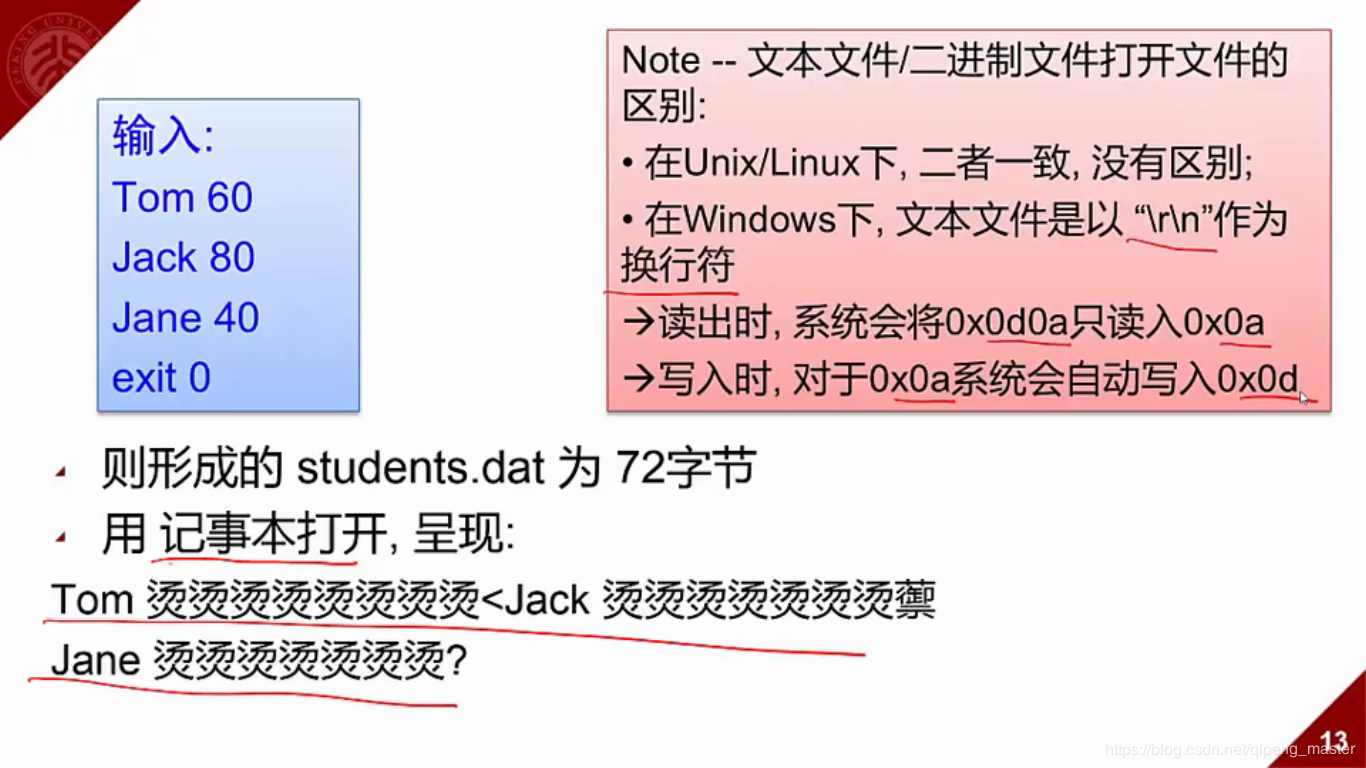 输入:
Tom 60
Jack 80
Jane 40
exit 0
Note -- 文本文件/二进制文件打开文件的
区别:
• 在Unix/Linux下, 二者一致, 没有区别;
• 在Windows下, 文本文件是以 “\r\n”作为
换行符
→读出时, 系统会将0x0d0a只读入0x0a
→写入时, 对于0x0a系统会自动写入0x0d
则形成的 students.dat 为 72字节
用 记事本打开, 呈现:
Tom 烫烫烫烫烫烫烫烫<Jack 烫烫烫烫烫烫烫蘌
Jane 烫烫烫烫烫烫烫?
13
https://blog.csdn.net/qipang_master